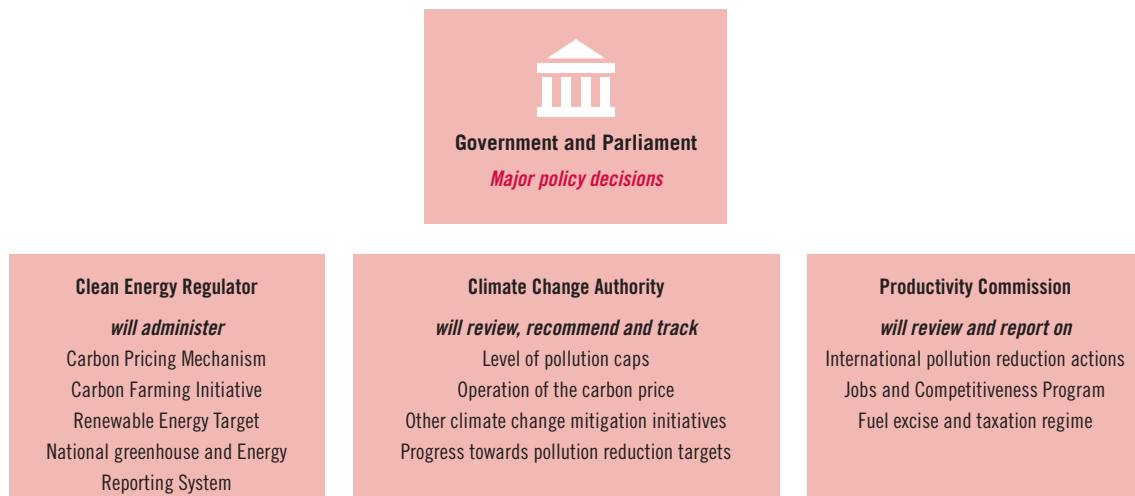 Government and Parliament
Major policy decisions
Clean Energy Regulator
will administer
Carbon Pricing Mechanism
Carbon Farming Initiative
Renewable Energy Target
National greenhouse and Energy
Reporting System
Climate Change Authority
will review, recommend and track
Level of pollution caps
Operation of the carbon price
Other climate change mitigation initiatives
Progress towards pollution reduction targets
Productivity Commission
will review and report on
International pollution reduction actions
Jobs and Competitiveness Program
Fuel excise and taxation regime